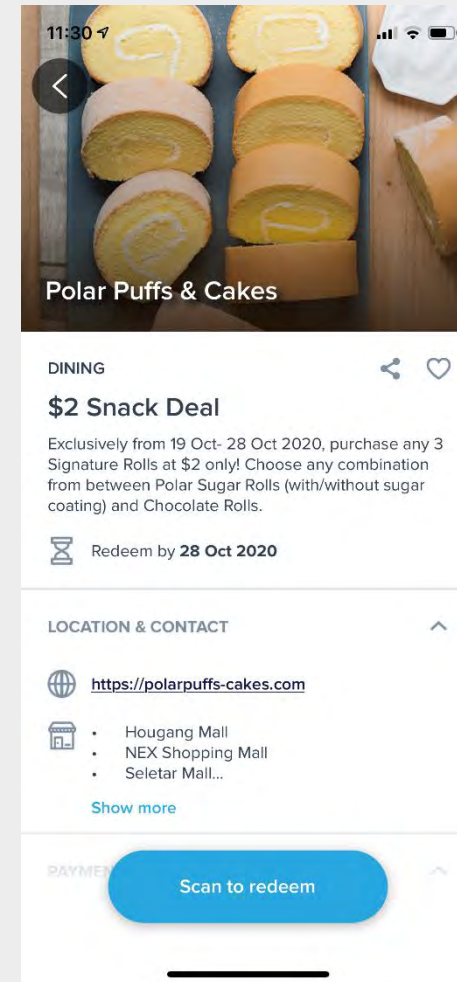 11:30
Polar Puffs & Cakes
DINING
$2 Snack Deal
Exclusively from 19 Oct- 28 Oct 2020, purchase any 3
Signature Rolls at $2 only! Choose any combination
from between Polar Sugar Rolls (with/without sugar
coating) and Chocolate Rolls.
Redeem by 28 Oct 2020
LOCATION & CONTACT
https://polarpuffs-cakes.com
• Hougang Mall
• NEX Shopping Mall
• Seletar Mall...
Show more
Scan to redeem